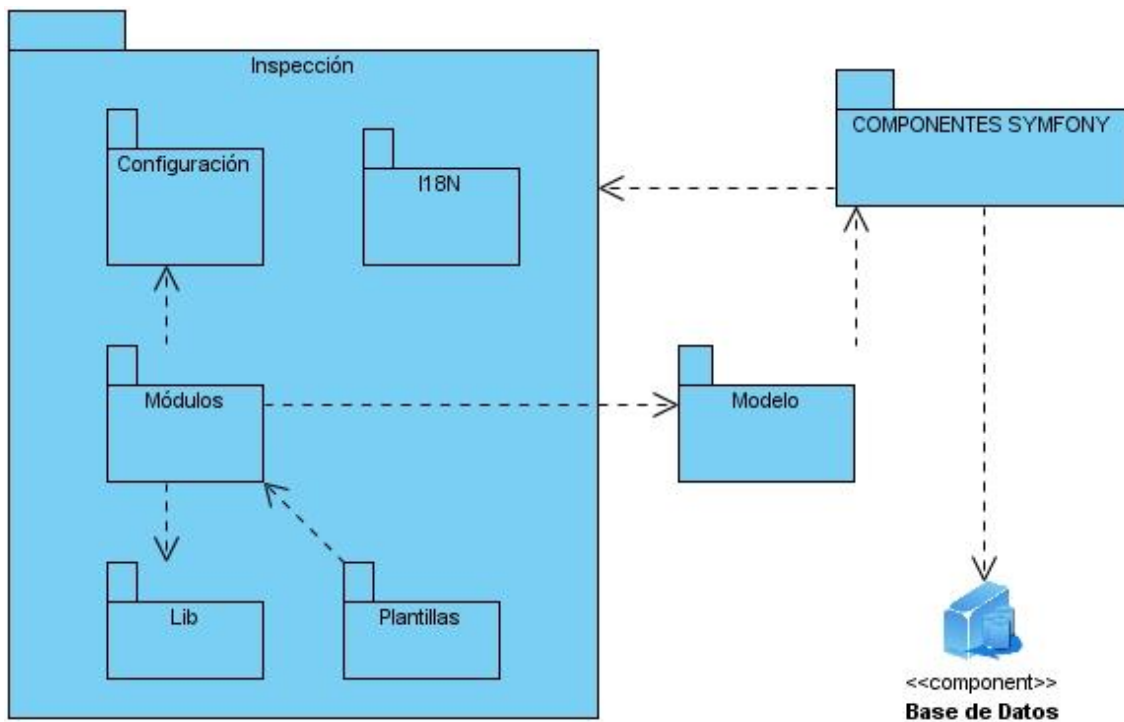 Inspección
COMPONENTES SYMFONY
Configuración
I18N
Módulos
Modelo
Lib
Plantillas
<<component>>
Base de Datos